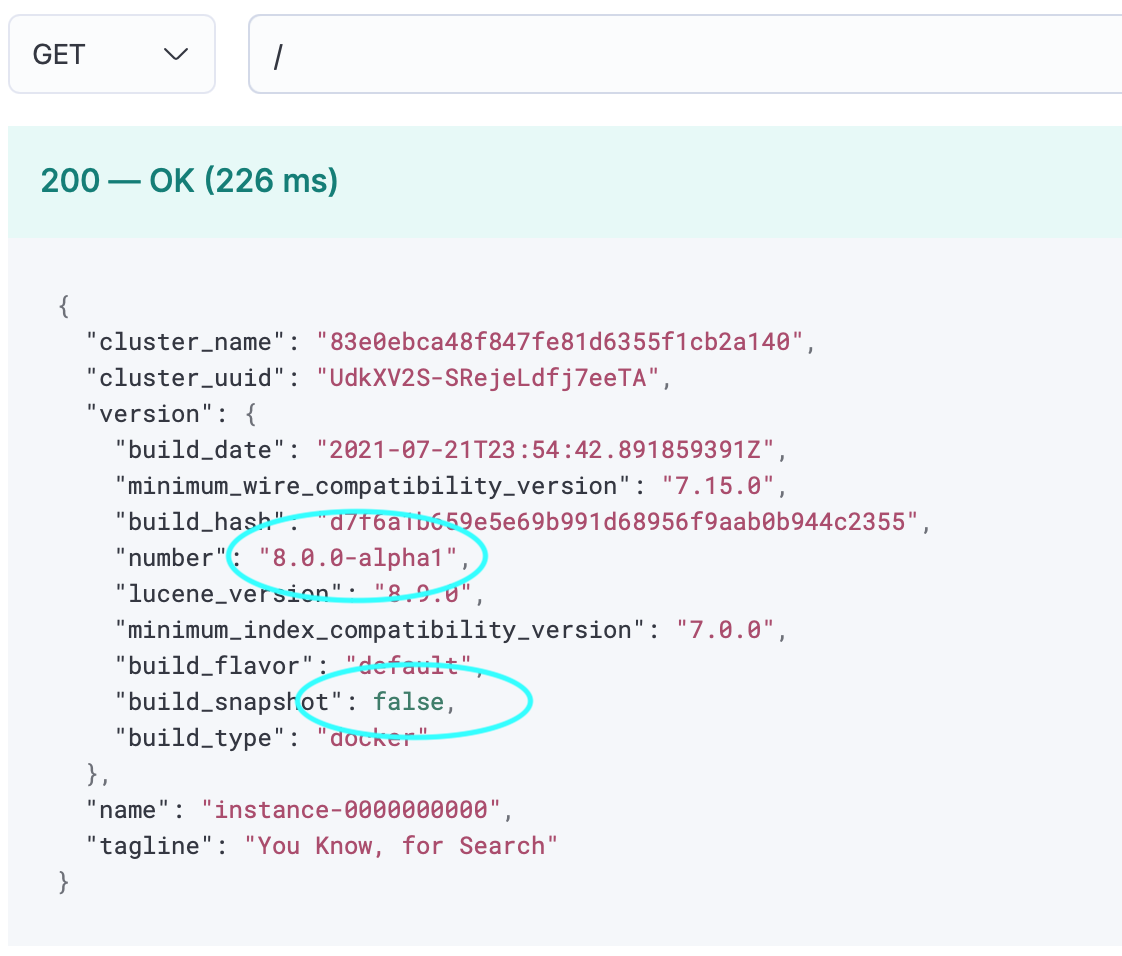 GET
/
200 — OK (226 ms)
{
"cluster_name": "83e0ebca48f847fe81d6355f1cb2a140",
"cluster_uuid": "UdkXV2S-SRejeLdfj7eeTA",
"version": {
"build_date": "2021-07-21T23:54:42.891859391Z",
"minimum_wire_compatibility_version": "7.15.0",
"build_hash": "d7f6a1b659e5e69b991d68956f9aab0b944c2355",
"number": "8.0.0-alpha1",
"lucene_version": "8.9.0",
"minimum_index_compatibility_version": "7.0.0",
"build_flavor": "default",
"build_snapshot": false,
"build_type": "docker"
},
"name": "instance-0000000000",
"tagline": "You Know, for Search"
}